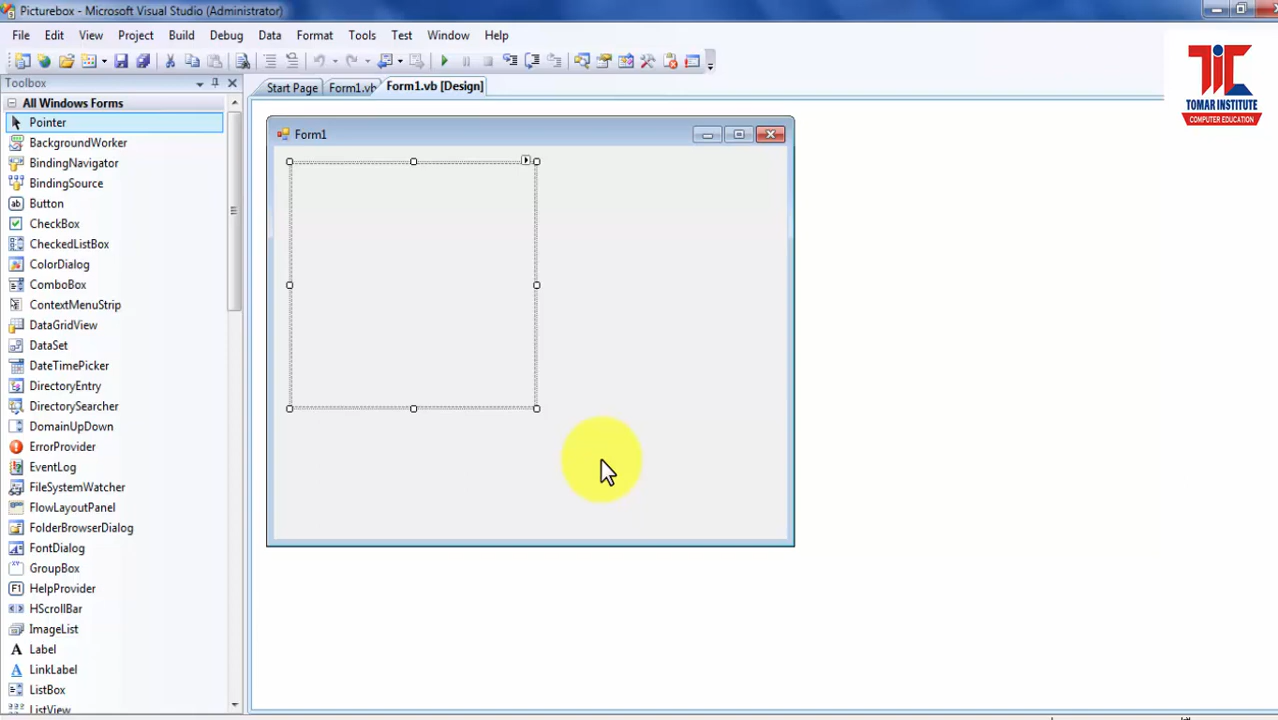 Picturebox - Microsoft Visual Studio (Administrator)
File Edit View Project Build Debug Data Format Tools Test Window Help
Toolbox
Start Page Form1.vb Form1.vb [Design]
All Windows Forms
Pointer
BackgroundWorker
BindingNavigator
BindingSource
Button
CheckBox
CheckedListBox
ColorDialog
ComboBox
ContextMenuStrip
DataGridView
DataSet
DateTimePicker
DirectoryEntry
DirectorySearcher
DomainUpDown
ErrorProvider
EventLog
FileSystemWatcher
FlowLayoutPanel
FolderBrowserDialog
FontDialog
GroupBox
HelpProvider
HScrollBar
ImageList
Label
LinkLabel
ListBox
ListView
Form1
TIC
TOMAR INSTITUTE
COMPUTER EDUCATION